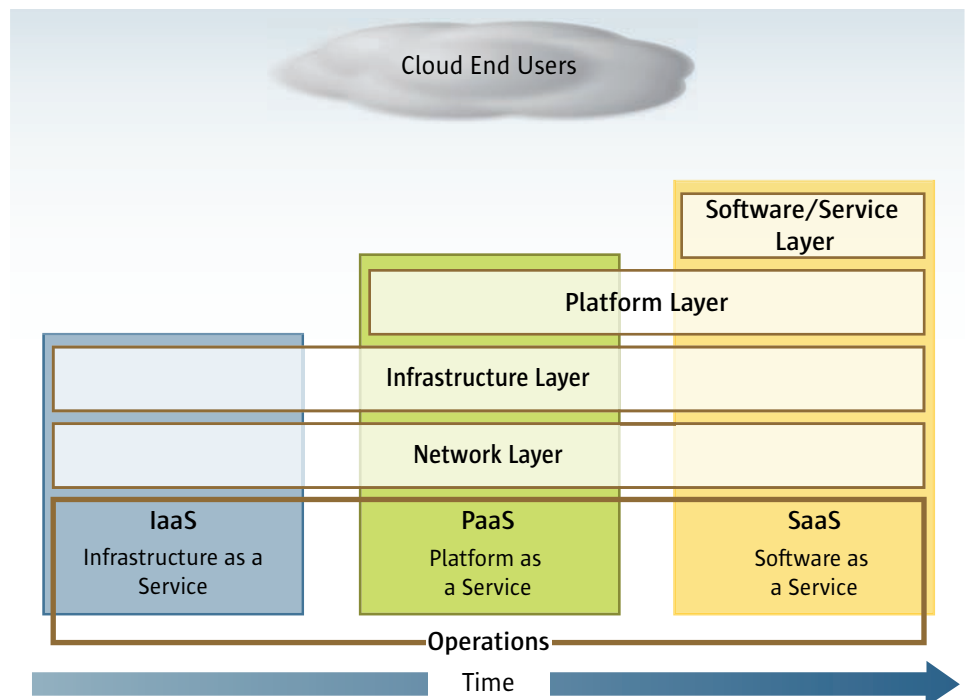 Cloud End Users
Software/Service
Layer
Platform Layer
Infrastructure Layer
Network Layer
IaaS
Infrastructure as a
Service
PaaS
Platform as
a Service
SaaS
Software as
a Service
Operations
Time